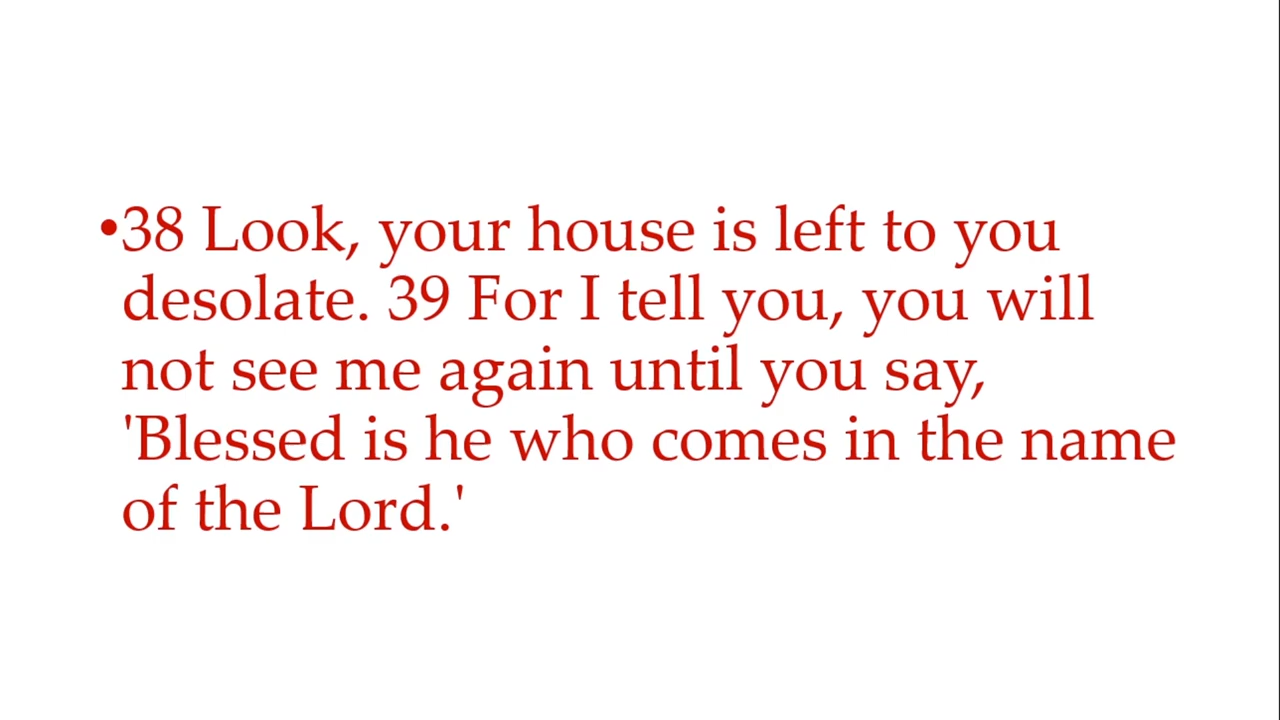 •38 Look, your house is left to you
desolate. 39 For I tell you, you will
not see me again until you say,
'Blessed is he who comes in the name
of the Lord.'